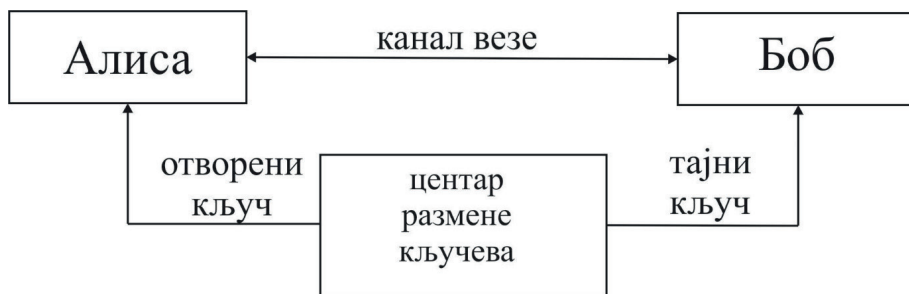 Алиса
канал везе
Боб
отворени
кључ
центар
размене
кључева
тајни
кључ